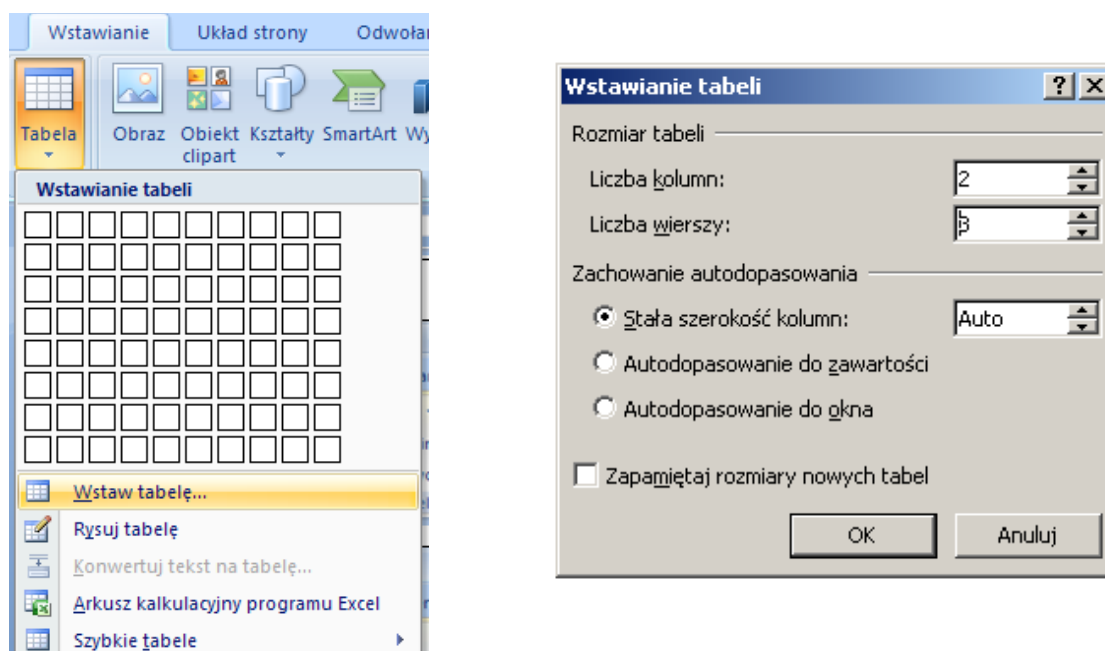 Wstawianie Układ strony Odwoła
Tabela Obraz Obiekt clipart Kształty SmartArt Wy
Wstawianie tabeli
Wstaw tabelę...
Rysuj tabelę
Konwertuj tekst na tabelę...
Arkusz kalkulacyjny programu Excel
Szybkie tabele
Wstawianie tabeli
Rozmiar tabeli
Liczba kolumn: 2
Liczba wierszy: 3
Zachowanie autodopasowania
Stała szerokość kolumn: Auto
Autodopasowanie do zawartości
Autodopasowanie do okna
Zapamiętaj rozmiary nowych tabel
OK Anuluj